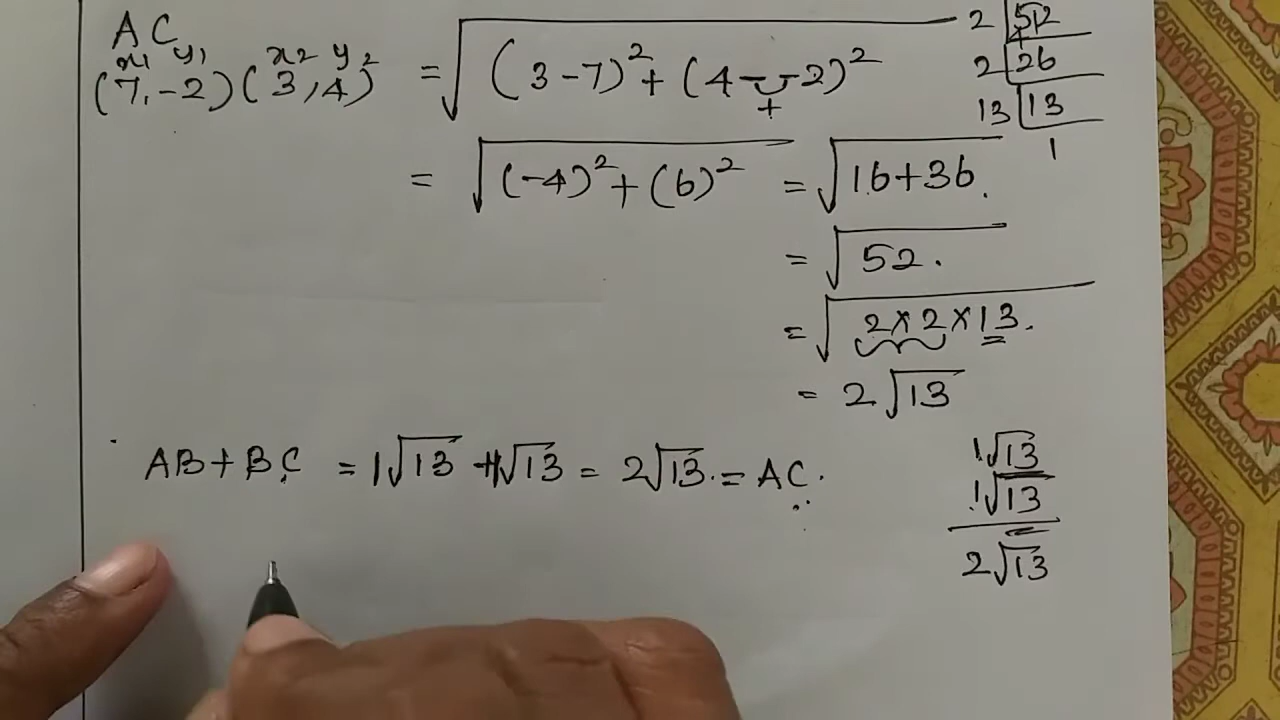 AC
x1 y1 x2 y2
(7,-2)(3,4) = √(3-7)² + (4--2)²
+
= √(-4)² + (6)² = √16+36.
= √52.
= √2×2×13.
= 2√13
AB+BC = 1√13 +1√13 = 2√13. = AC.
2 52
2 26
13 13
1
1√13
1√13
2√13